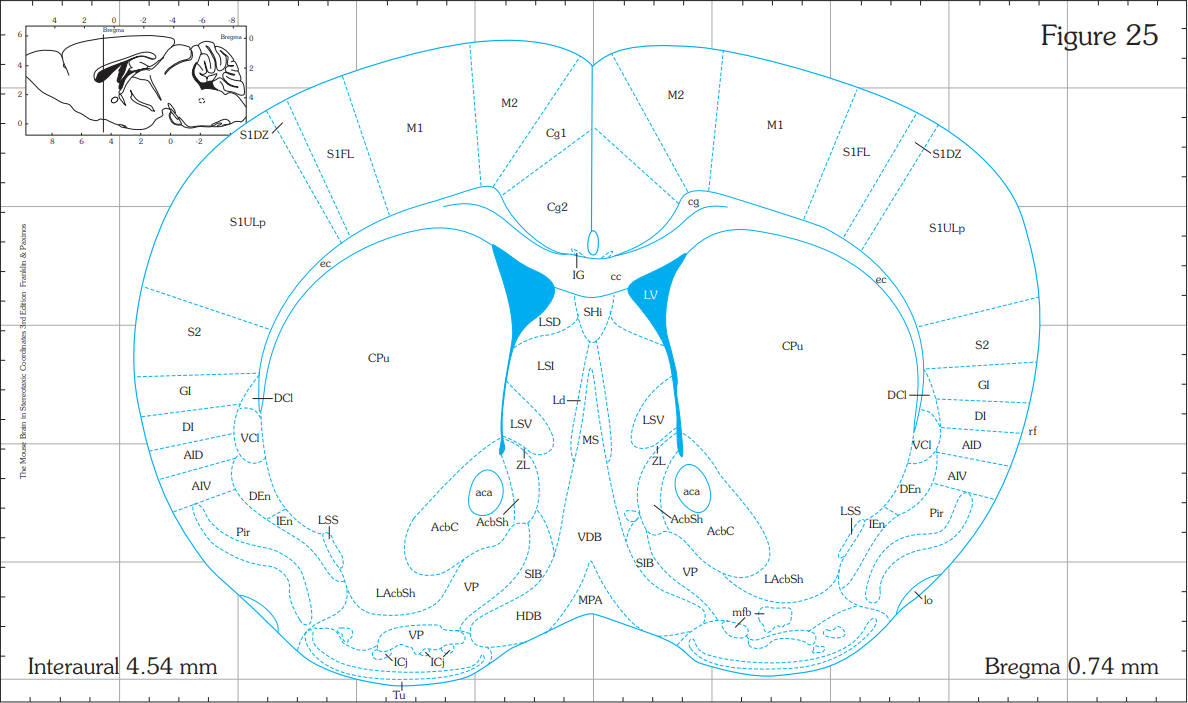 Figure 25
4 2 0 -2 -4 -6 -8
Bregma
Bregma
6
4
2
0
0
2
4
8 6 4 2 0 -2
M2
M2
M1
Cg1
M1
S1DZ
S1FL
S1FL
S1DZ
Cg2
cg
S1ULp
S1ULp
ec
IG
cc
ec
LV
SHi
LSD
S2
S2
CPu
CPu
LSI
GI
GI
DCl
Ld
DCl
DI
LSV
LSV
DI
VCl
MS
VCl
AID
AID
rf
ZL
ZL
AIV
AIV
DEn
aca
aca
DEn
Pir
IEn
LSS
AcbC
AcbSh
AcbSh
AcbC
LSS
IEn
Pir
VDB
SIB
SIB
VP
VP
LAcbSh
LAcbSh
HDB
MPA
mfb
lo
VP
ICj
ICj
Tu
Interaural 4.54 mm
Bregma 0.74 mm
The Mouse Brain in Stereotaxic Coordinates 3rd Edition Franklin & Paxinos